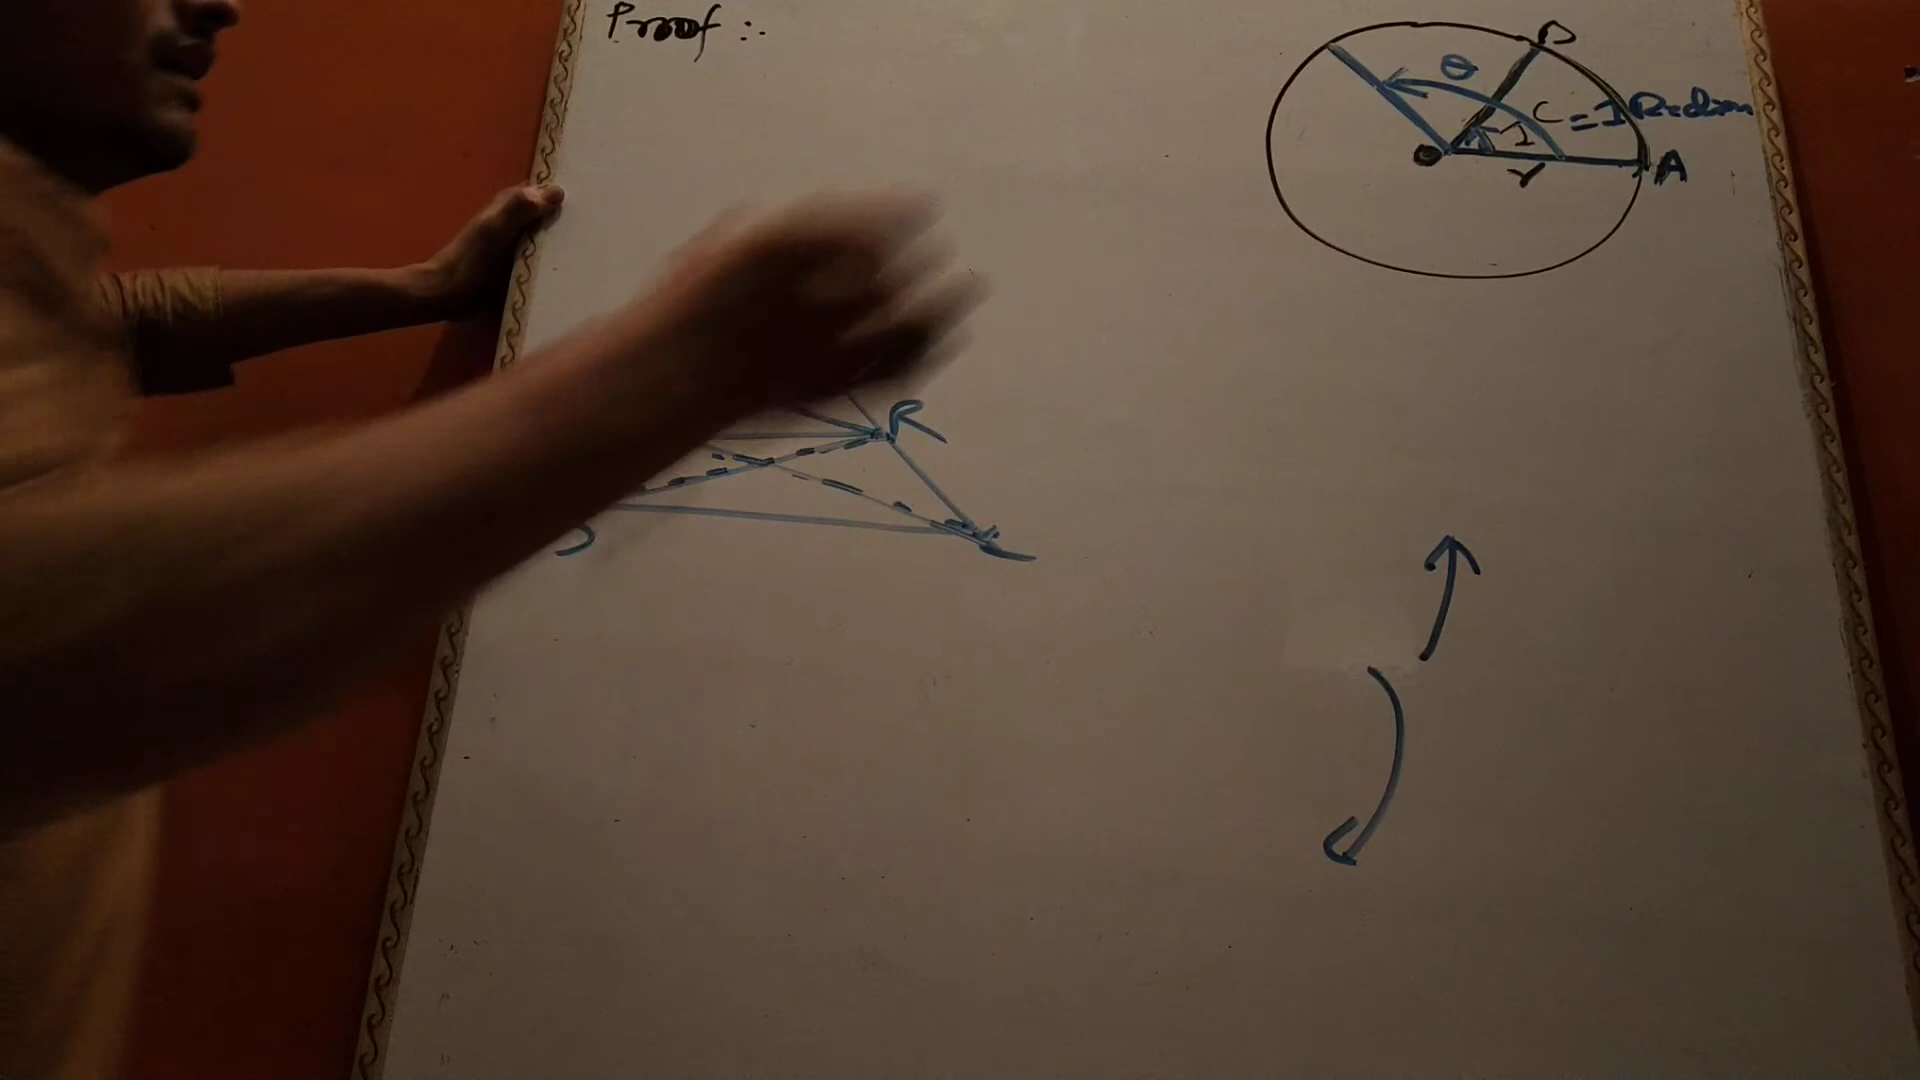 Proof :-
B
θ
1 C = 1 Radian
O
r
A
R